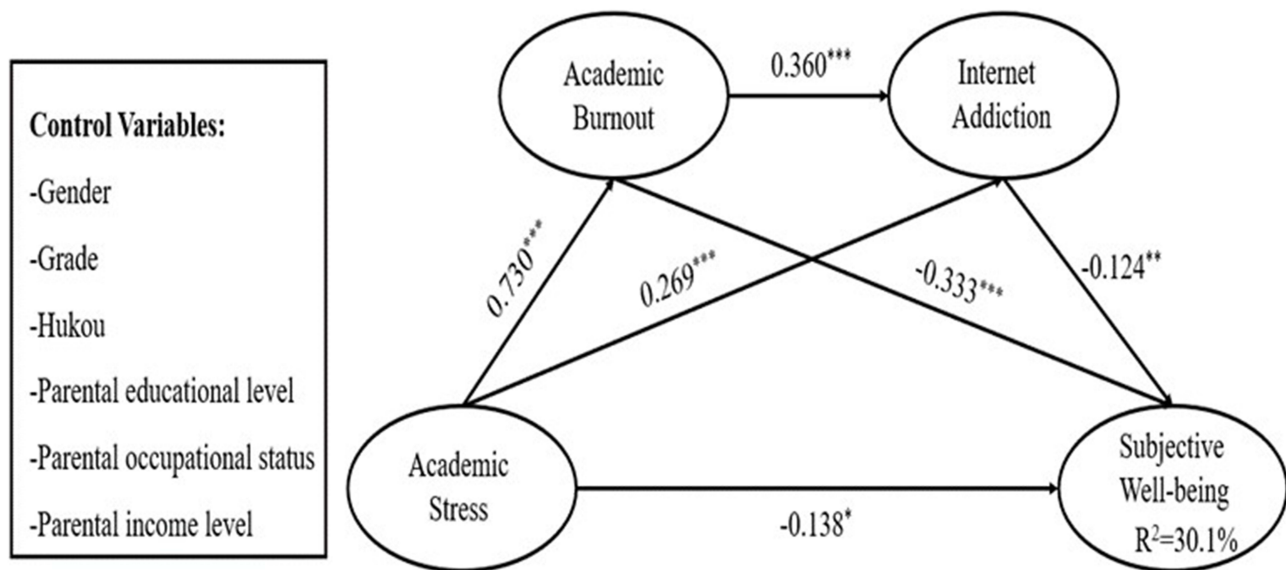 Control Variables:
-Gender
-Grade
-Hukou
-Parental educational level
-Parental occupational status
-Parental income level
Academic
Burnout
0.360***
Internet
Addiction
0.730***
0.269***
-0.333***
-0.124**
Academic
Stress
-0.138*
Subjective
Well-being
R²=30.1%